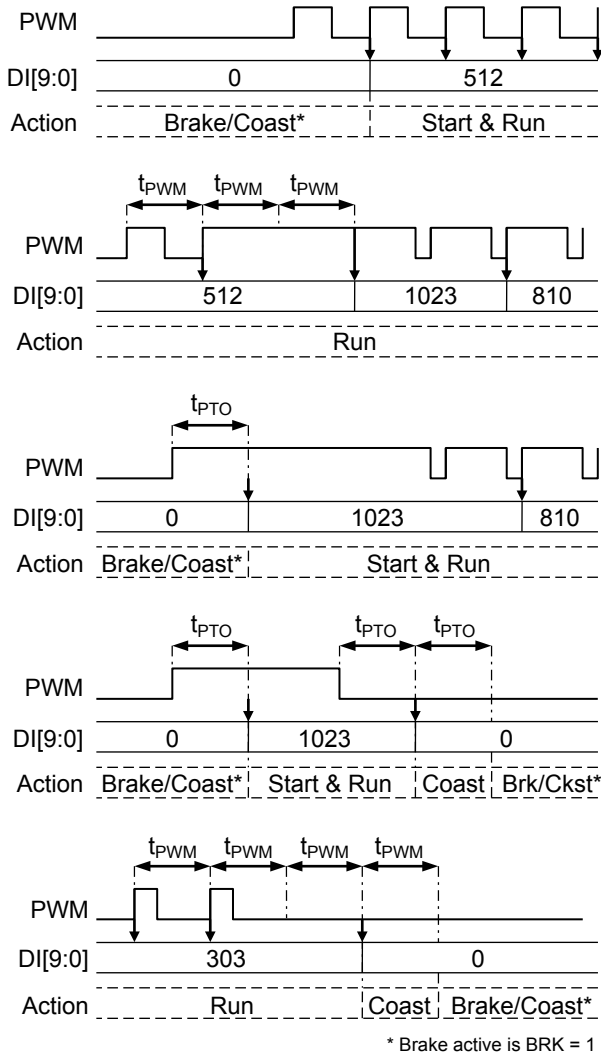 PWM
DI[9:0] 0 512
Action Brake/Coast* Start & Run
tPWM tPWM tPWM
PWM
DI[9:0] 512 1023 810
Action Run
tPTO
PWM
DI[9:0] 0 1023 810
Action Brake/Coast* Start & Run
tPTO tPTO tPTO
PWM
DI[9:0] 0 1023 0
Action Brake/Coast* Start & Run Coast Brk/Ckst*
tPWM tPWM tPWM tPWM
PWM
DI[9:0] 303 0
Action Run Coast Brake/Coast*
* Brake active is BRK = 1